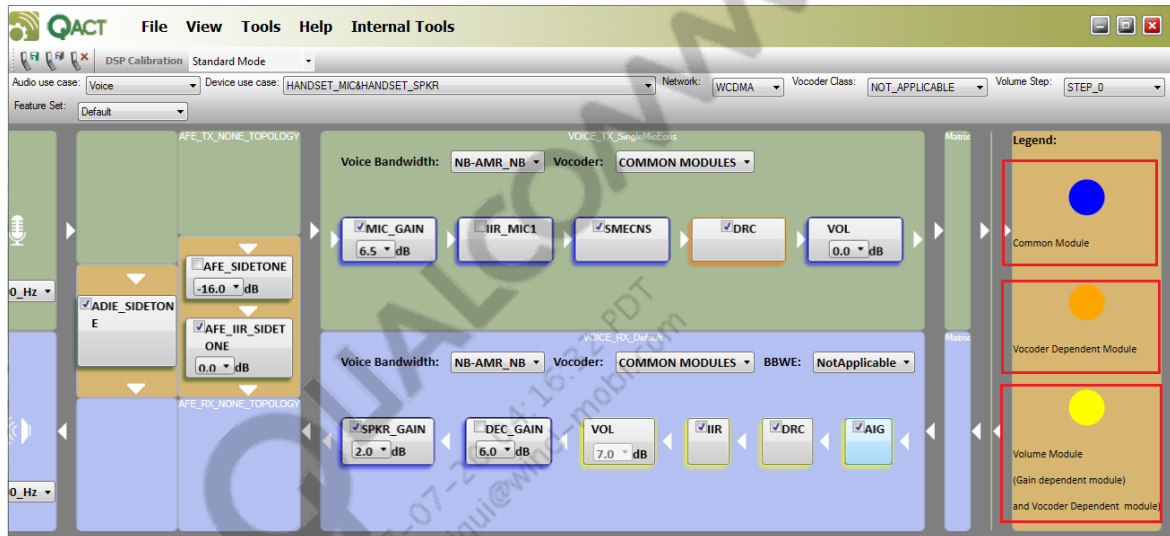 QACT File View Tools Help Internal Tools
DSP Calibration Standard Mode
Audio use case: Voice Device use case: HANDSET_MIC&HANDSET_SPKR Network: WCDMA Vocoder Class: NOT_APPLICABLE Volume Step: STEP_0
Feature Set: Default
AFE_TX_NONE_TOPOLOGY VOICE_TX_SingleMicEcns Matrix Legend:
Voice Bandwidth: NB-AMR_NB Vocoder: COMMON MODULES
MIC_GAIN IIR_MIC1 SMECNS DRC VOL
6.5 dB 0.0 dB
Common Module
AFE_SIDETONE
-16.0 dB
0_Hz
ADIE_SIDETON
E
AFE_IIR_SIDET
ONE
0.0 dB
VOICE_RX_Default Matrix
Vocoder Dependent Module
Voice Bandwidth: NB-AMR_NB Vocoder: COMMON MODULES BBWE: NotApplicable
AFE_RX_NONE_TOPOLOGY
SPKR_GAIN DEC_GAIN VOL IIR DRC AIG
2.0 dB 6.0 dB 7.0 dB
Volume Module
(Gain dependent module)
and Vocoder Dependent module)
0_Hz
QUALCOMM